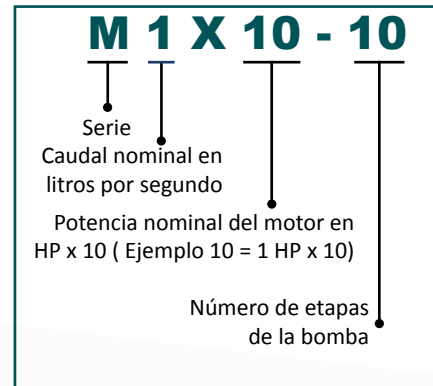 M 1 X 10 - 10
Serie
Caudal nominal en
litros por segundo
Potencia nominal del motor en
HP x 10 ( Ejemplo 10 = 1 HP x 10)
Número de etapas
de la bomba